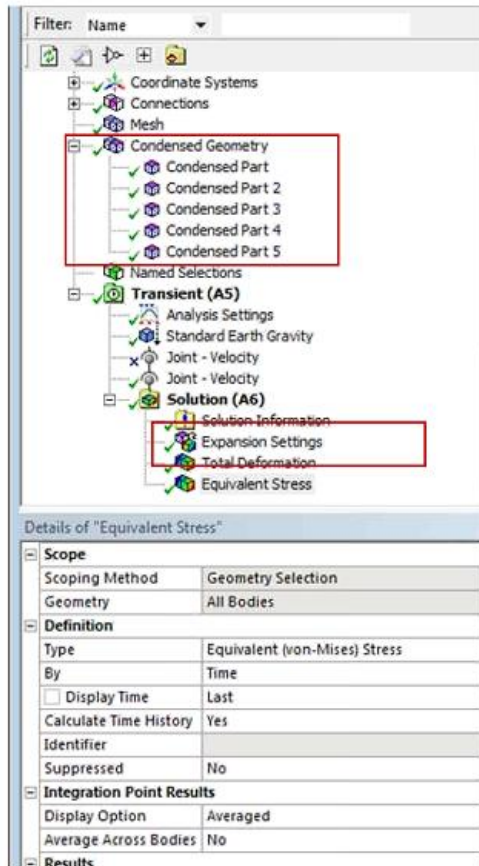 Filter: Name
Coordinate Systems
Connections
Mesh
Condensed Geometry
Condensed Part
Condensed Part 2
Condensed Part 3
Condensed Part 4
Condensed Part 5
Named Selections
Transient (A5)
Analysis Settings
Standard Earth Gravity
Joint - Velocity
Joint - Velocity
Solution (A6)
Solution Information
Expansion Settings
Total Deformation
Equivalent Stress
Details of "Equivalent Stress"
Scope
Scoping Method Geometry Selection
Geometry All Bodies
Definition
Type Equivalent (von-Mises) Stress
By Time
Display Time Last
Calculate Time History Yes
Identifier
Suppressed No
Integration Point Results
Display Option Averaged
Average Across Bodies No
Results